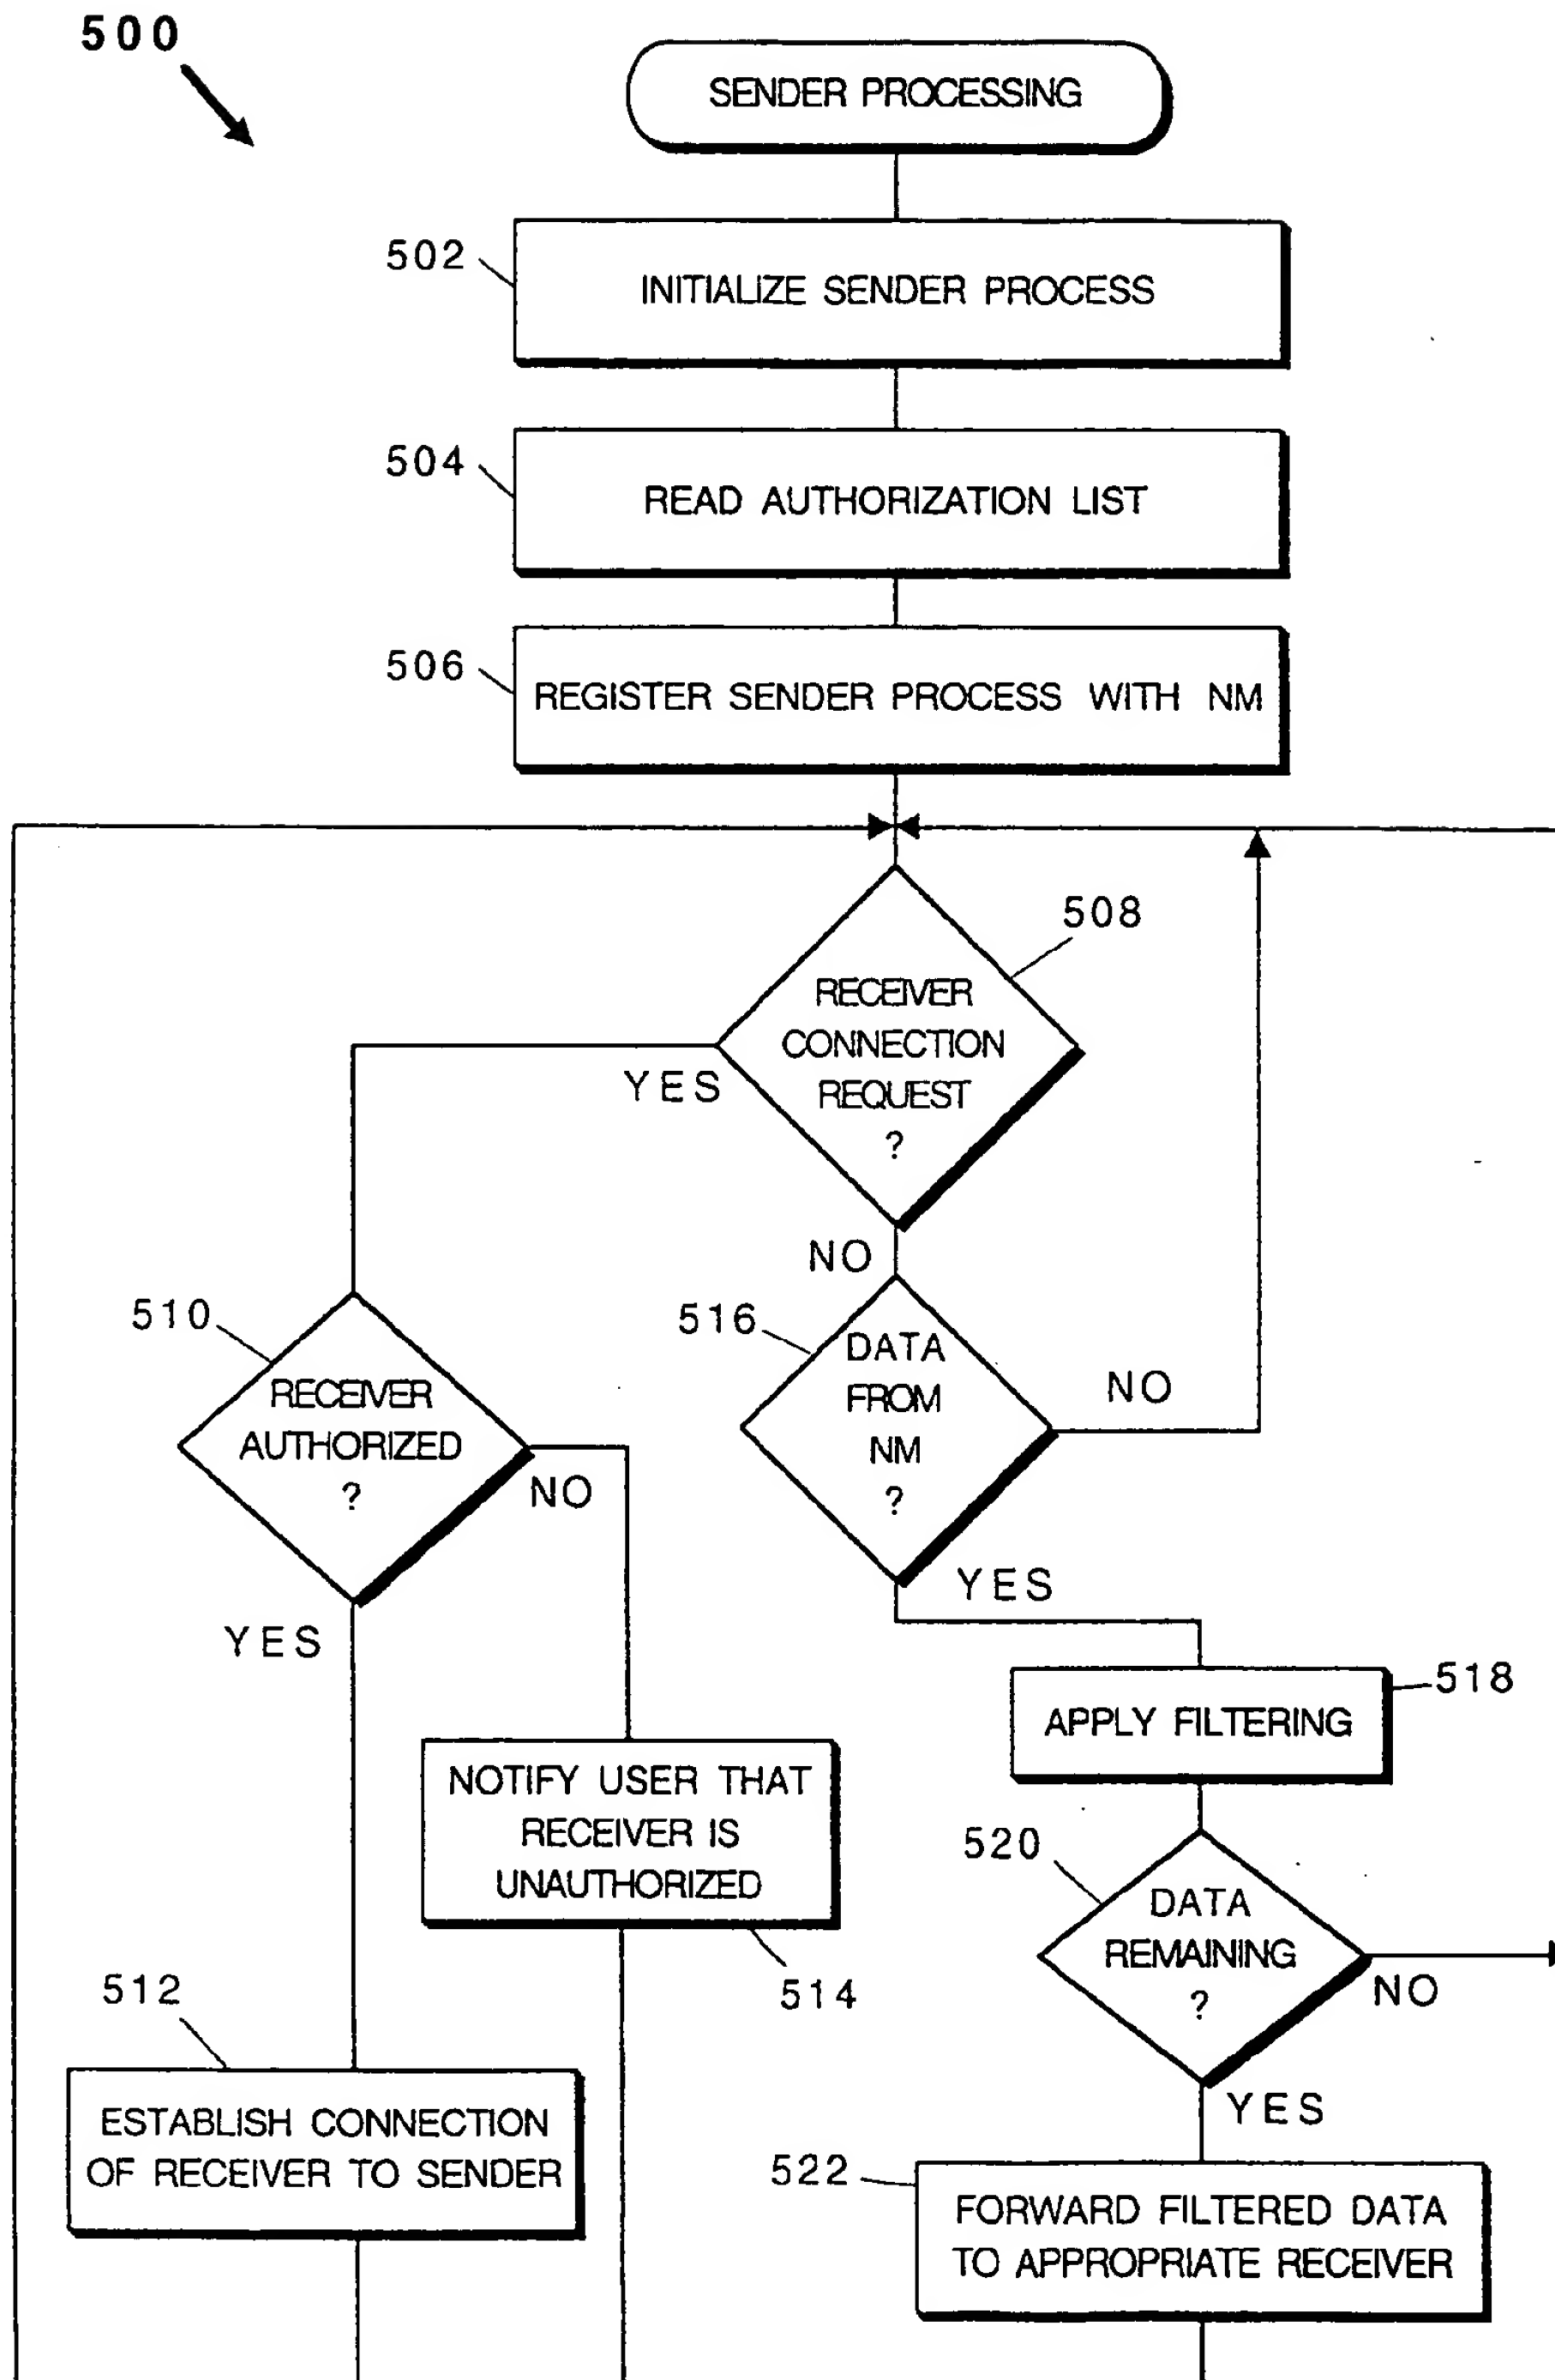 500
SENDER PROCESSING
502
INITIALIZE SENDER PROCESS
504
READ AUTHORIZATION LIST
506
REGISTER SENDER PROCESS WITH NM
508
RECEIVER
CONNECTION
REQUEST
?
YES
NO
510
RECEIVER
AUTHORIZED
?
NO
YES
516
DATA
FROM
NM
?
NO
YES
518
APPLY FILTERING
NOTIFY USER THAT
RECEIVER IS
UNAUTHORIZED
514
520
DATA
REMAINING
?
NO
YES
512
ESTABLISH CONNECTION
OF RECEIVER TO SENDER
522
FORWARD FILTERED DATA
TO APPROPRIATE RECEIVER